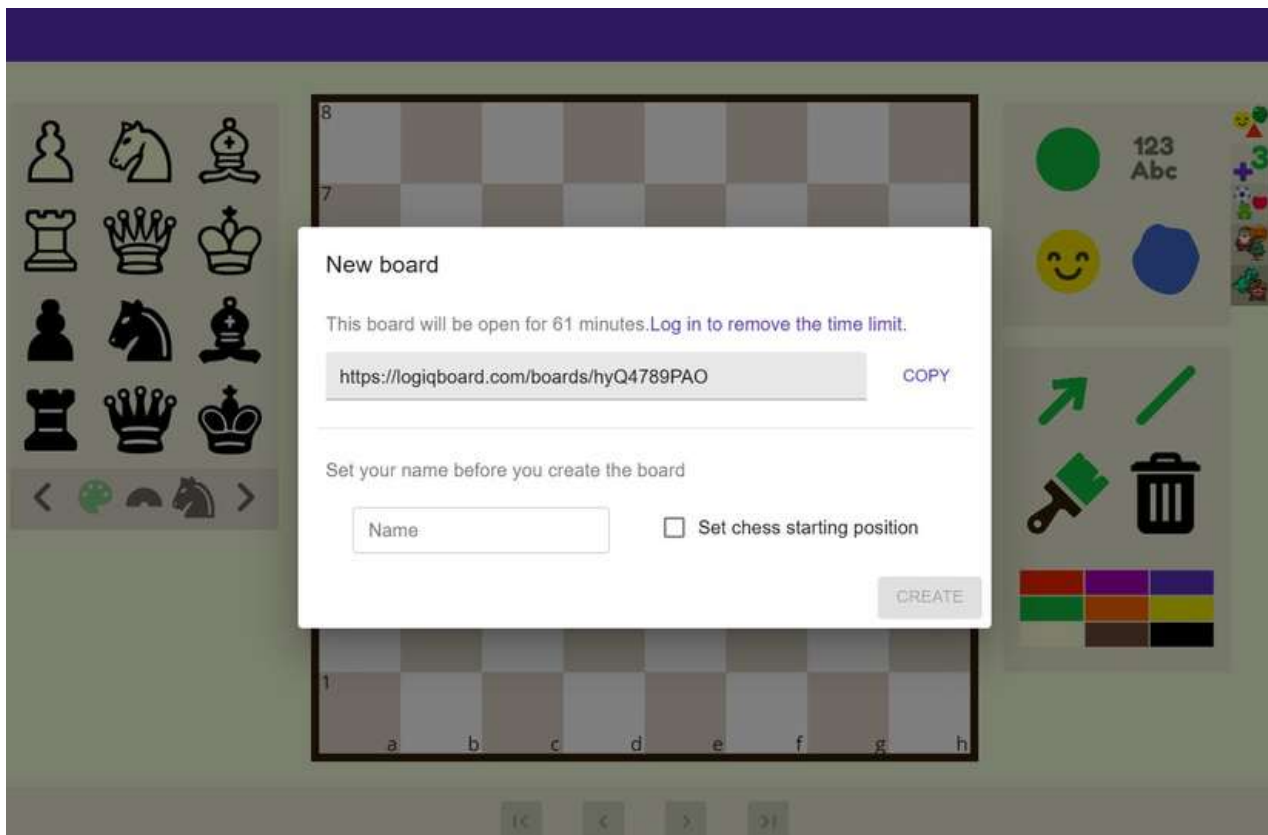 8
123
Abc
7
3
New board
This board will be open for 61 minutes.Log in to remove the time limit.
https://logiqboard.com/boards/hyQ4789PAO
COPY
Set your name before you create the board
Name
Set chess starting position
CREATE
1
a b c d e f g h